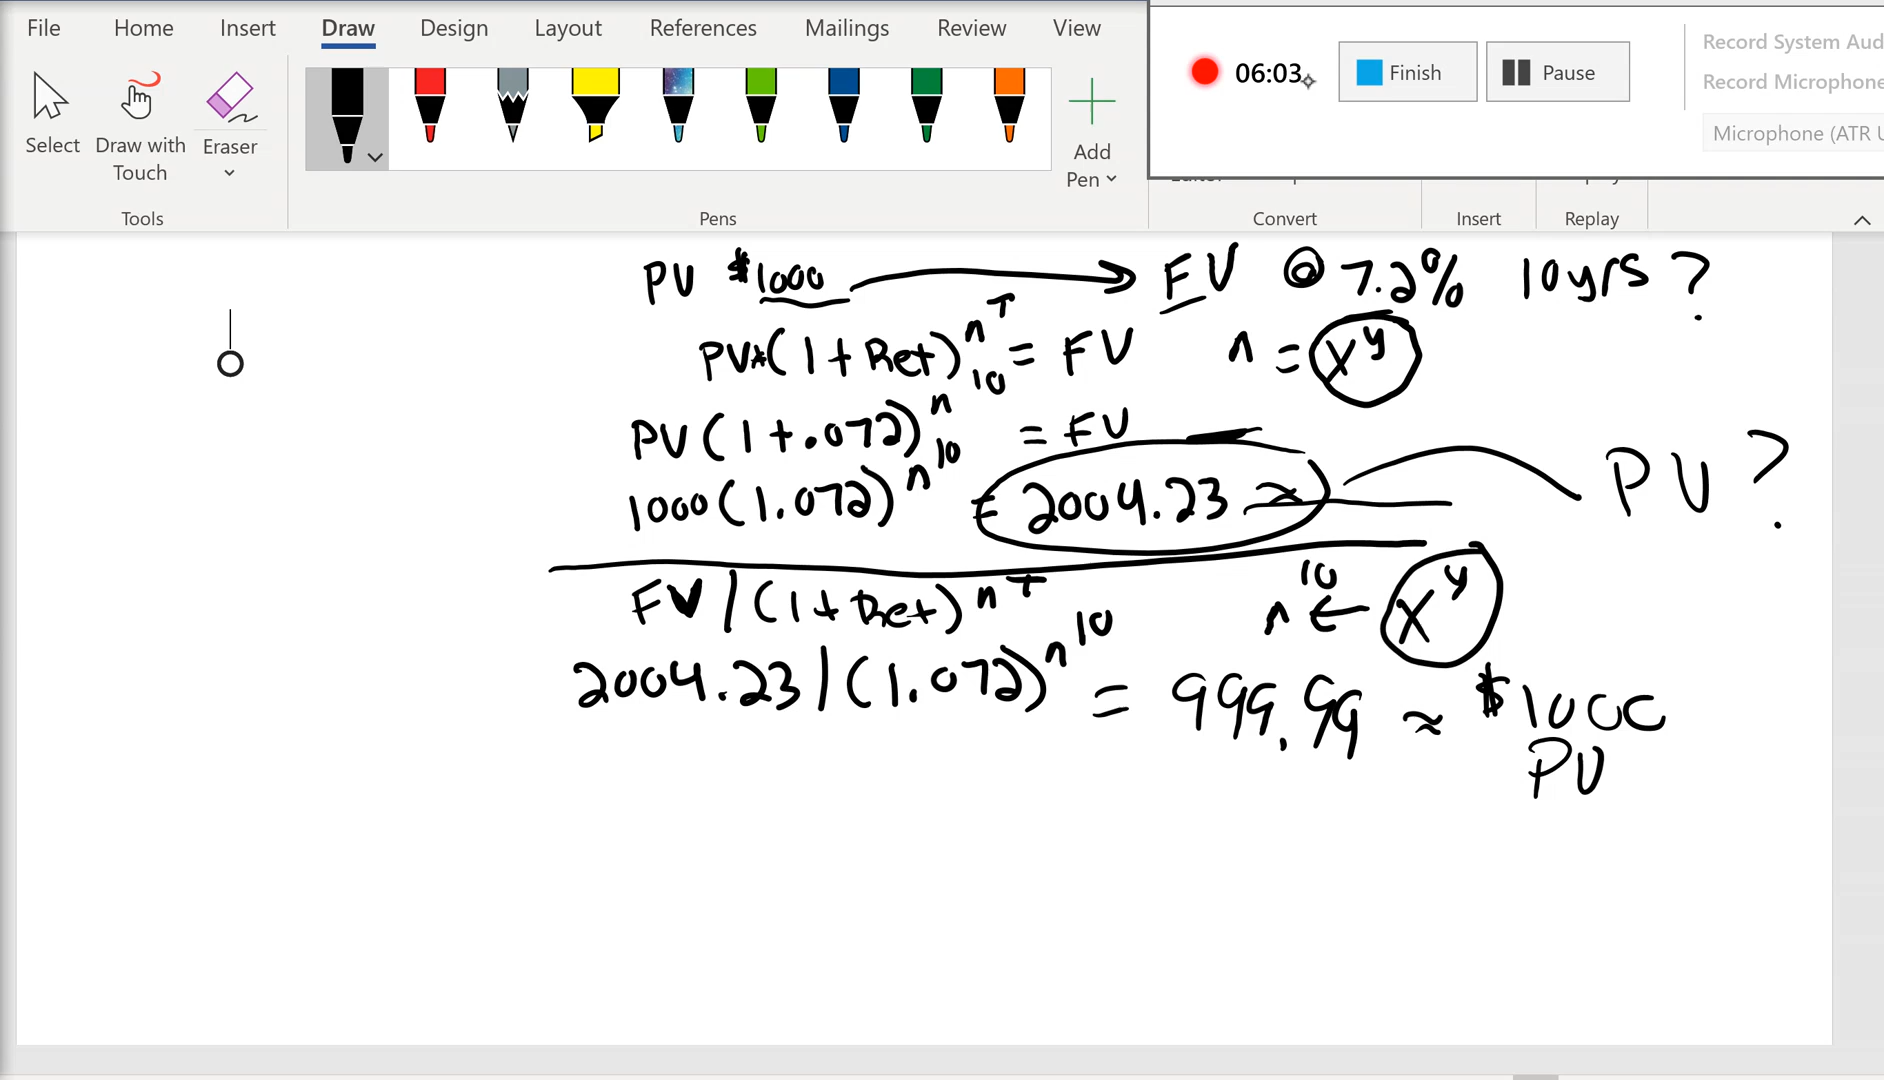 File Home Insert Draw Design Layout References Mailings Review View
06:03 Finish Pause
Record System Aud
Record Microphone
Microphone (ATR U
Select Draw with Touch Eraser
Add Pen
Tools Pens Convert Insert Replay
PV $1000 → FV @ 7.2% 10yrs ?
PV*(1+Ret)^n T 10 = FV n = x^y
PV(1+.072)^n 10 = FV
1000(1.072)^n 10 = 2004.23 ≈ PV?
FV/(1+Ret)^n T 10 n ← x^y
2004.23/(1.072)^n 10 = 999.99 ≈ $1000
PV